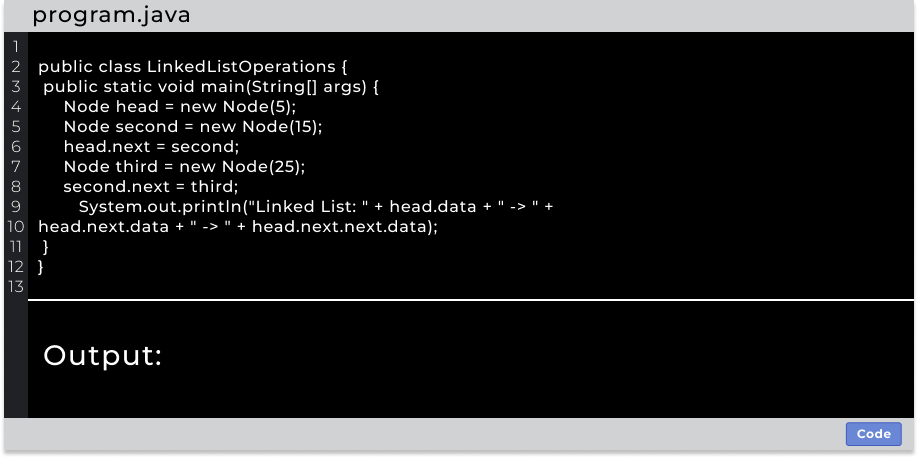 program.java
1
2 public class LinkedListOperations {
3 public static void main(String[] args) {
4 Node head = new Node(5);
5 Node second = new Node(15);
6 head.next = second;
7 Node third = new Node(25);
8 second.next = third;
9 System.out.println("Linked List: " + head.data + " -> " +
10 head.next.data + " -> " + head.next.next.data);
11 }
12 }
13
Output:
Code